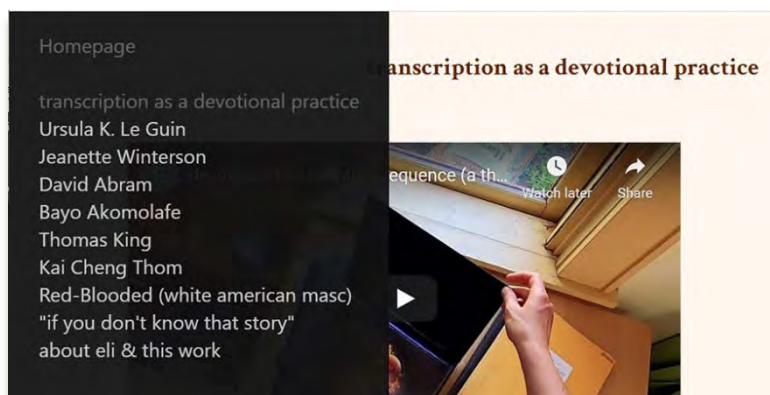 Homepage
transcription as a devotional practice
transcription as a devotional practice
Ursula K. Le Guin
Jeanette Winterson
David Abram
Bayo Akomolafe
Thomas King
Kai Cheng Thom
Red-Blooded (white american masc)
"if you don't know that story"
about eli & this work
equence (a th...
Watch later
Share